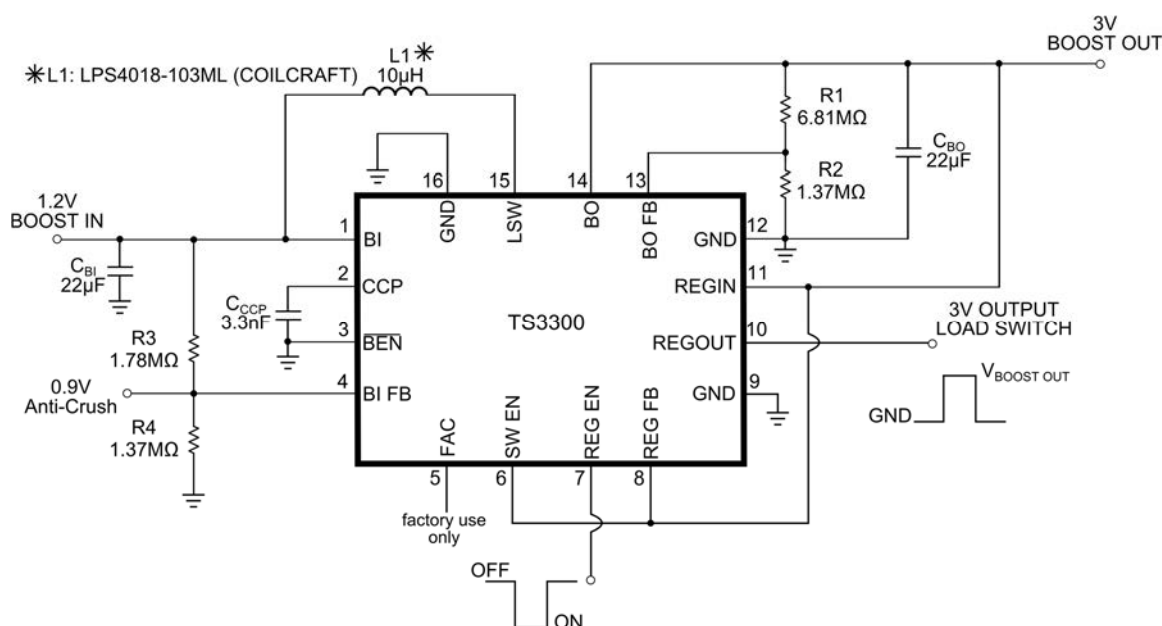 3V
BOOST OUT
L1✳
✳L1: LPS4018-103ML (COILCRAFT)
10µH
R1
6.81MΩ
CBO
22µF
R2
1.37MΩ
16
15
14
13
GND
LSW
BO
BO FB
1.2V
BOOST IN
1
BI
GND
12
CBI
22µF
2
CCP
REGIN
11
CCCP
3.3nF
TS3300
3V OUTPUT
LOAD SWITCH
3
BEN
REGOUT
10
R3
1.78MΩ
0.9V
Anti-Crush
4
BI FB
GND
9
VBOOST OUT
GND
R4
1.37MΩ
FAC
SW EN
REG EN
REG FB
5
6
7
8
factory use
only
OFF
ON